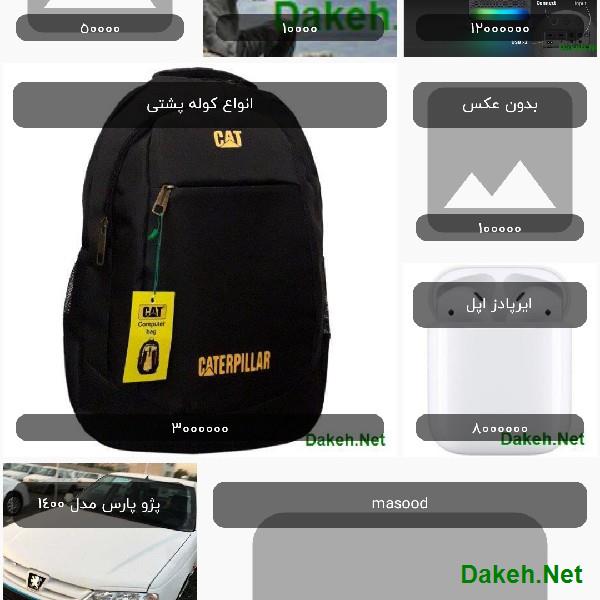 Dakeh.Net
۵۰۰۰۰
۱۰۰۰۰
۱۲۰۰۰۰۰۰
انواع کوله پشتی
بدون عکس
CAT
۱۰۰۰۰۰
ایرپادز اپل
CAT
Computer
bag
CATERPILLAR
۳۰۰۰۰۰۰
۸۰۰۰۰۰۰
Dakeh.Net
Dakeh.Net
پژو پارس مدل ۱۴۰۰
masood
Dakeh.Net